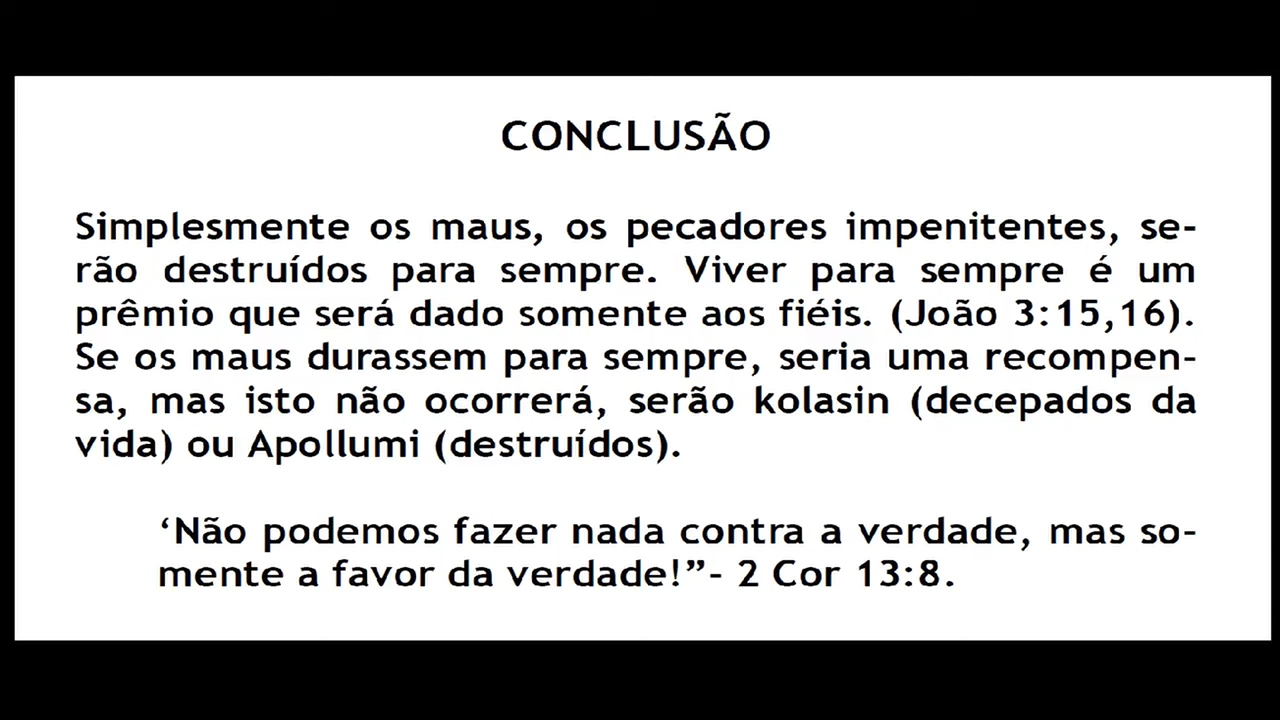 CONCLUSÃO
Simplesmente os maus, os pecadores impenitentes, se-
rão destruídos para sempre. Viver para sempre é um
prêmio que será dado somente aos fiéis. (João 3:15,16).
Se os maus durassem para sempre, seria uma recompen-
sa, mas isto não ocorrerá, serão kolasin (decepados da
vida) ou Apollumi (destruídos).
‘Não podemos fazer nada contra a verdade, mas so-
mente a favor da verdade!”- 2 Cor 13:8.